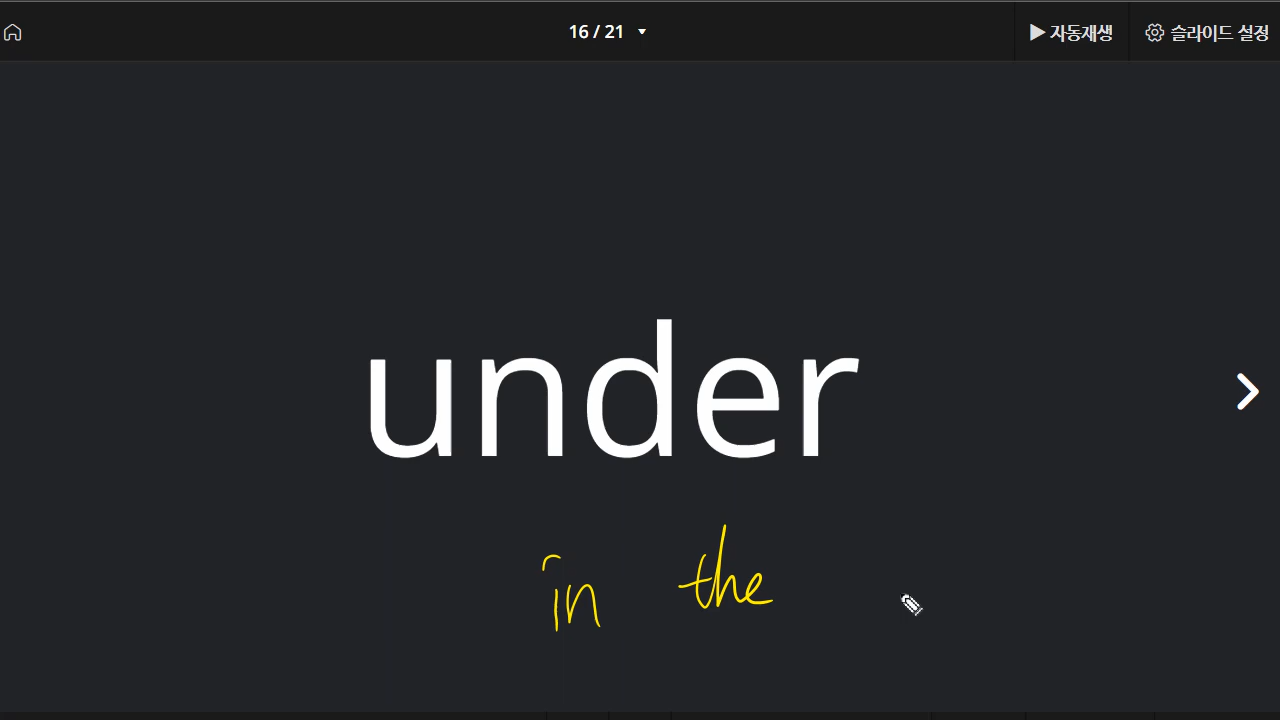 16 / 21 ▼ ▶ 자동재생 슬라이드 설정
under
in the